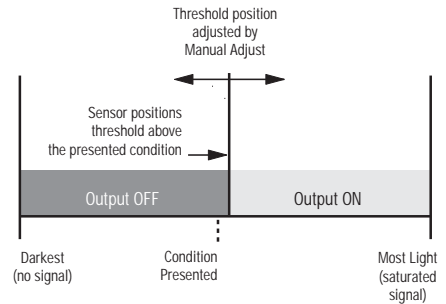 Threshold position
adjusted by
Manual Adjust
Sensor positions
threshold above
the presented condition
Output OFF
Output ON
Darkest
(no signal)
Condition
Presented
Most Light
(saturated
signal)